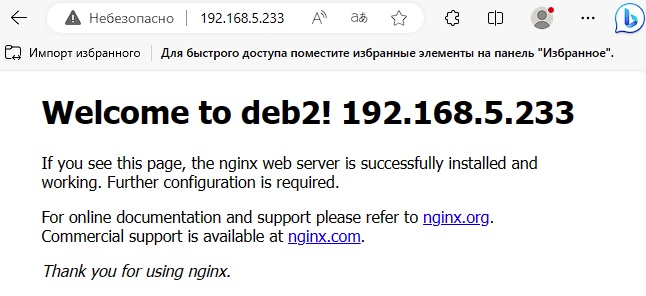 Небезопасно 192.168.5.233
Импорт избранного Для быстрого доступа поместите избранные элементы на панель "Избранное".
Welcome to deb2! 192.168.5.233
If you see this page, the nginx web server is successfully installed and
working. Further configuration is required.
For online documentation and support please refer to nginx.org.
Commercial support is available at nginx.com.
Thank you for using nginx.